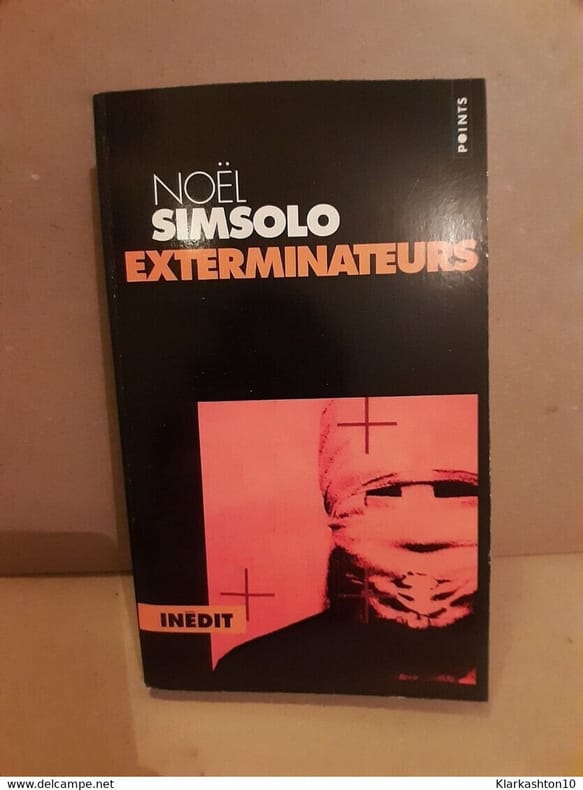 POINTS
NOËL
SIMSOLO
EXTERMINATEURS
INÉDIT
www.delcampe.net
Klarkashton10